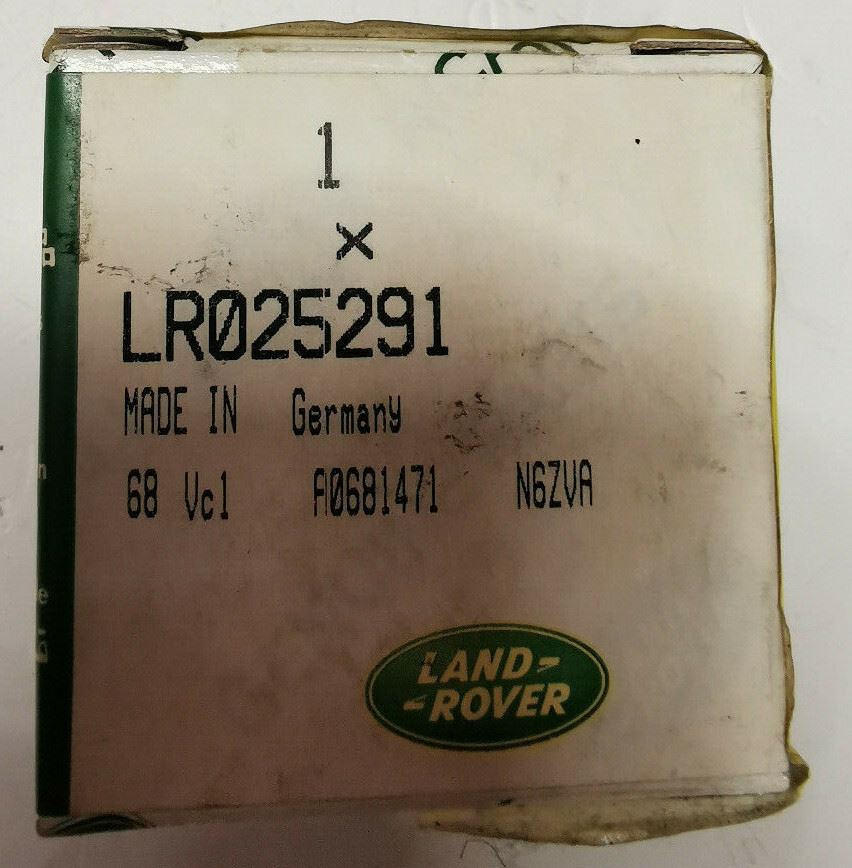 1
×
LR025291
MADE IN Germany
68 Vc1 A0681471 N6ZVA
LAND-
-ROVER